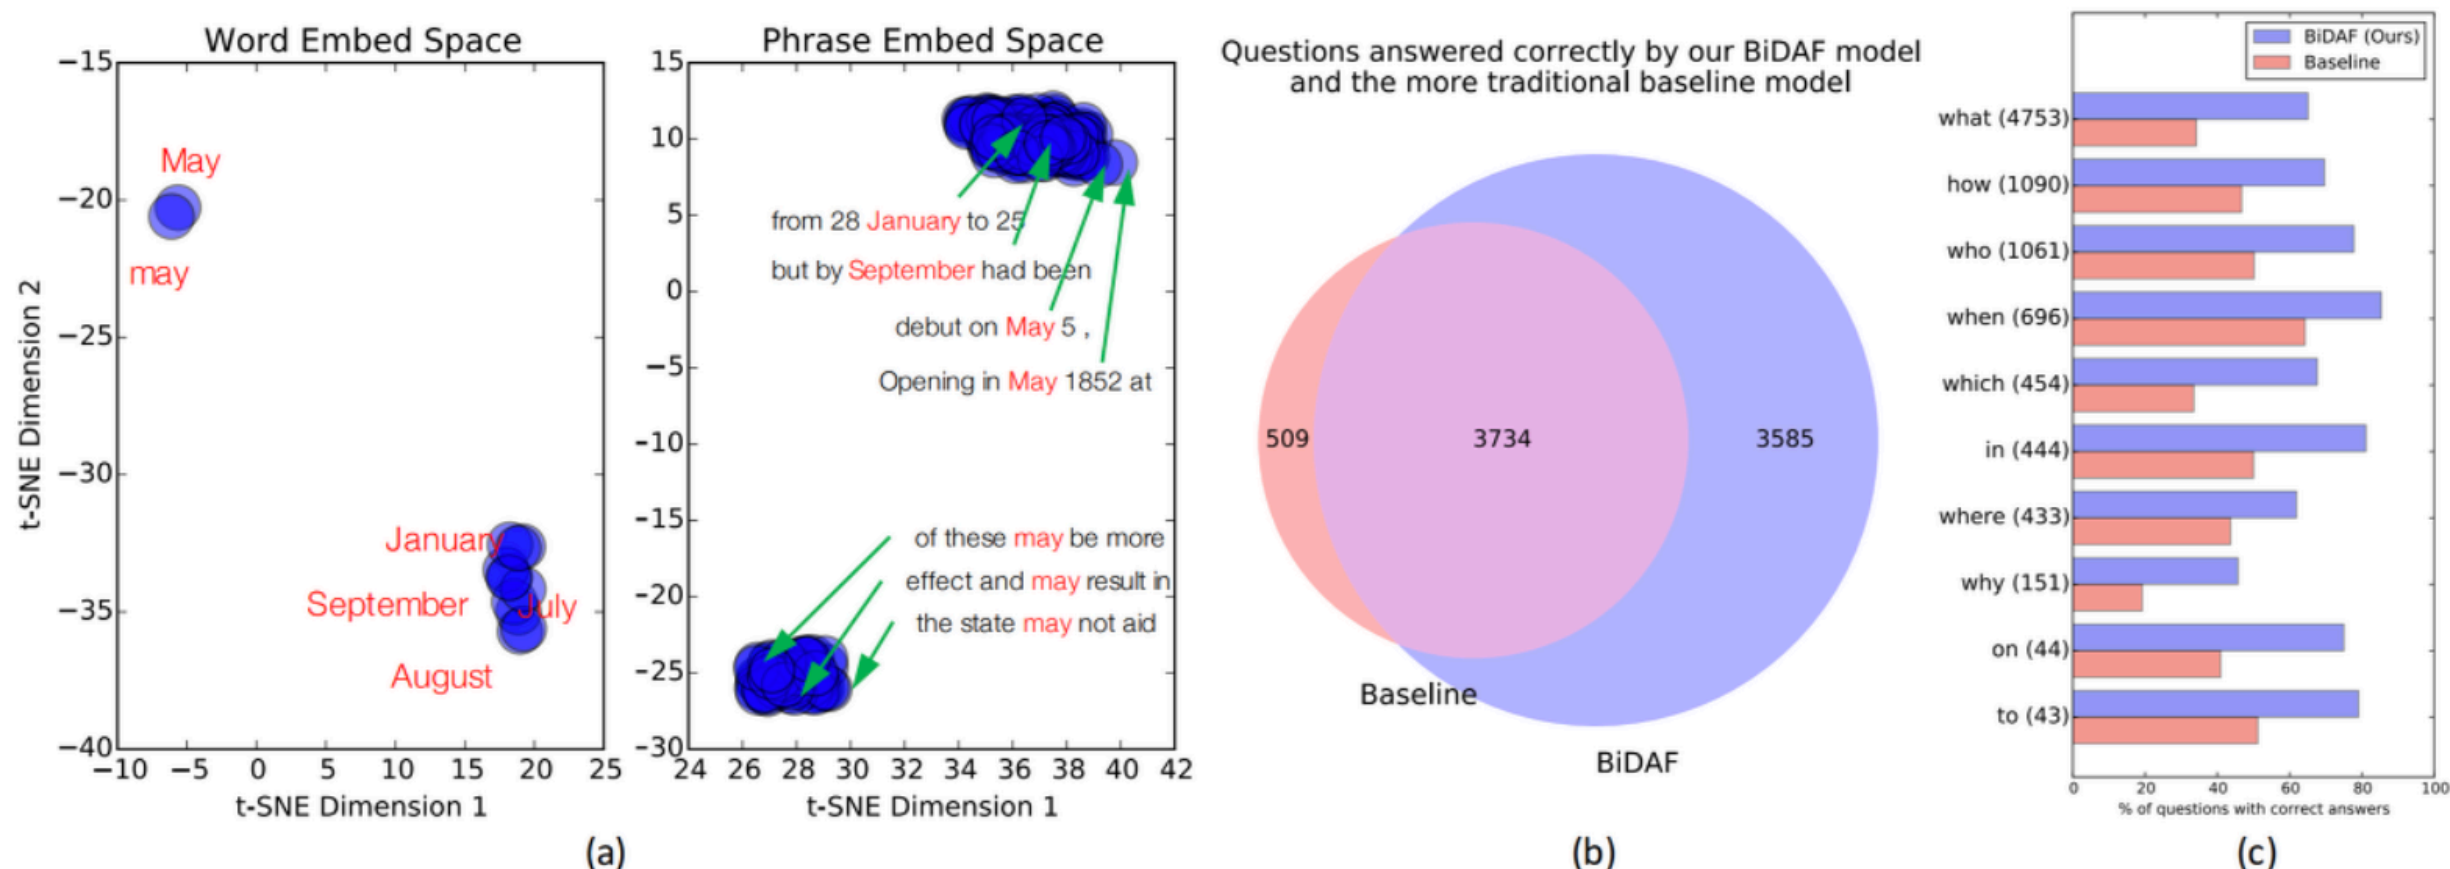 Word Embed Space
−15
−20
−25
−30
−35
−40
−10
−5
0
5
10
15
20
25
t-SNE Dimension 2
t-SNE Dimension 1
May
may
January
September
July
August
Phrase Embed Space
15
10
5
0
−5
−10
−15
−20
−25
−30
24
26
28
30
32
34
36
38
40
42
t-SNE Dimension 1
from 28 January to 25
but by September had been
debut on May 5 ,
Opening in May 1852 at
of these may be more
effect and may result in
the state may not aid
(a)
Questions answered correctly by our BiDAF model
and the more traditional baseline model
509
3734
3585
Baseline
BiDAF
(b)
BiDAF (Ours)
Baseline
what (4753)
how (1090)
who (1061)
when (696)
which (454)
in (444)
where (433)
why (151)
on (44)
to (43)
0
20
40
60
80
100
% of questions with correct answers
(c)